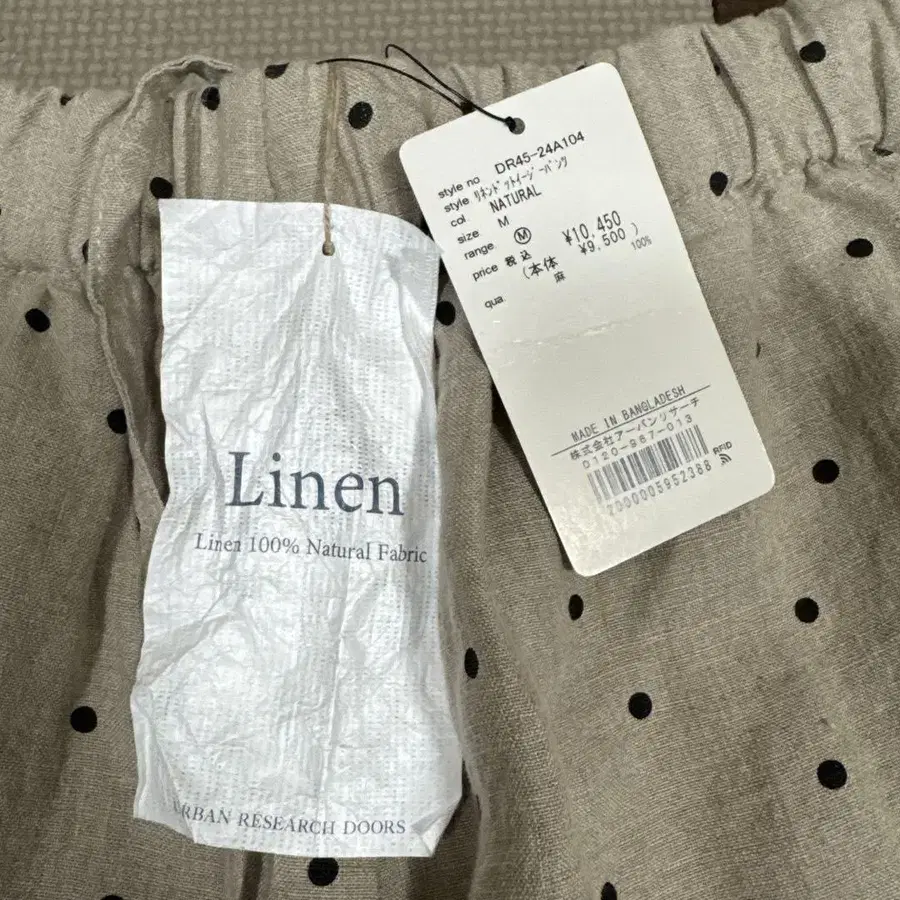 Linen
Linen 100% Natural Fabric
URBAN RESEARCH DOORS
style no DR45-24A104
style ﾘﾈﾝﾄﾞｯﾄｲｰｼﾞｰﾊﾟﾝﾂ
col NATURAL
size M
range Ⓜ
price 税込 ¥10,450
(本体 ¥9,500 )
qua 麻 100%
MADE IN BANGLADESH
株式会社アーバンリサーチ
0120-967-013
RFID
7000005952388